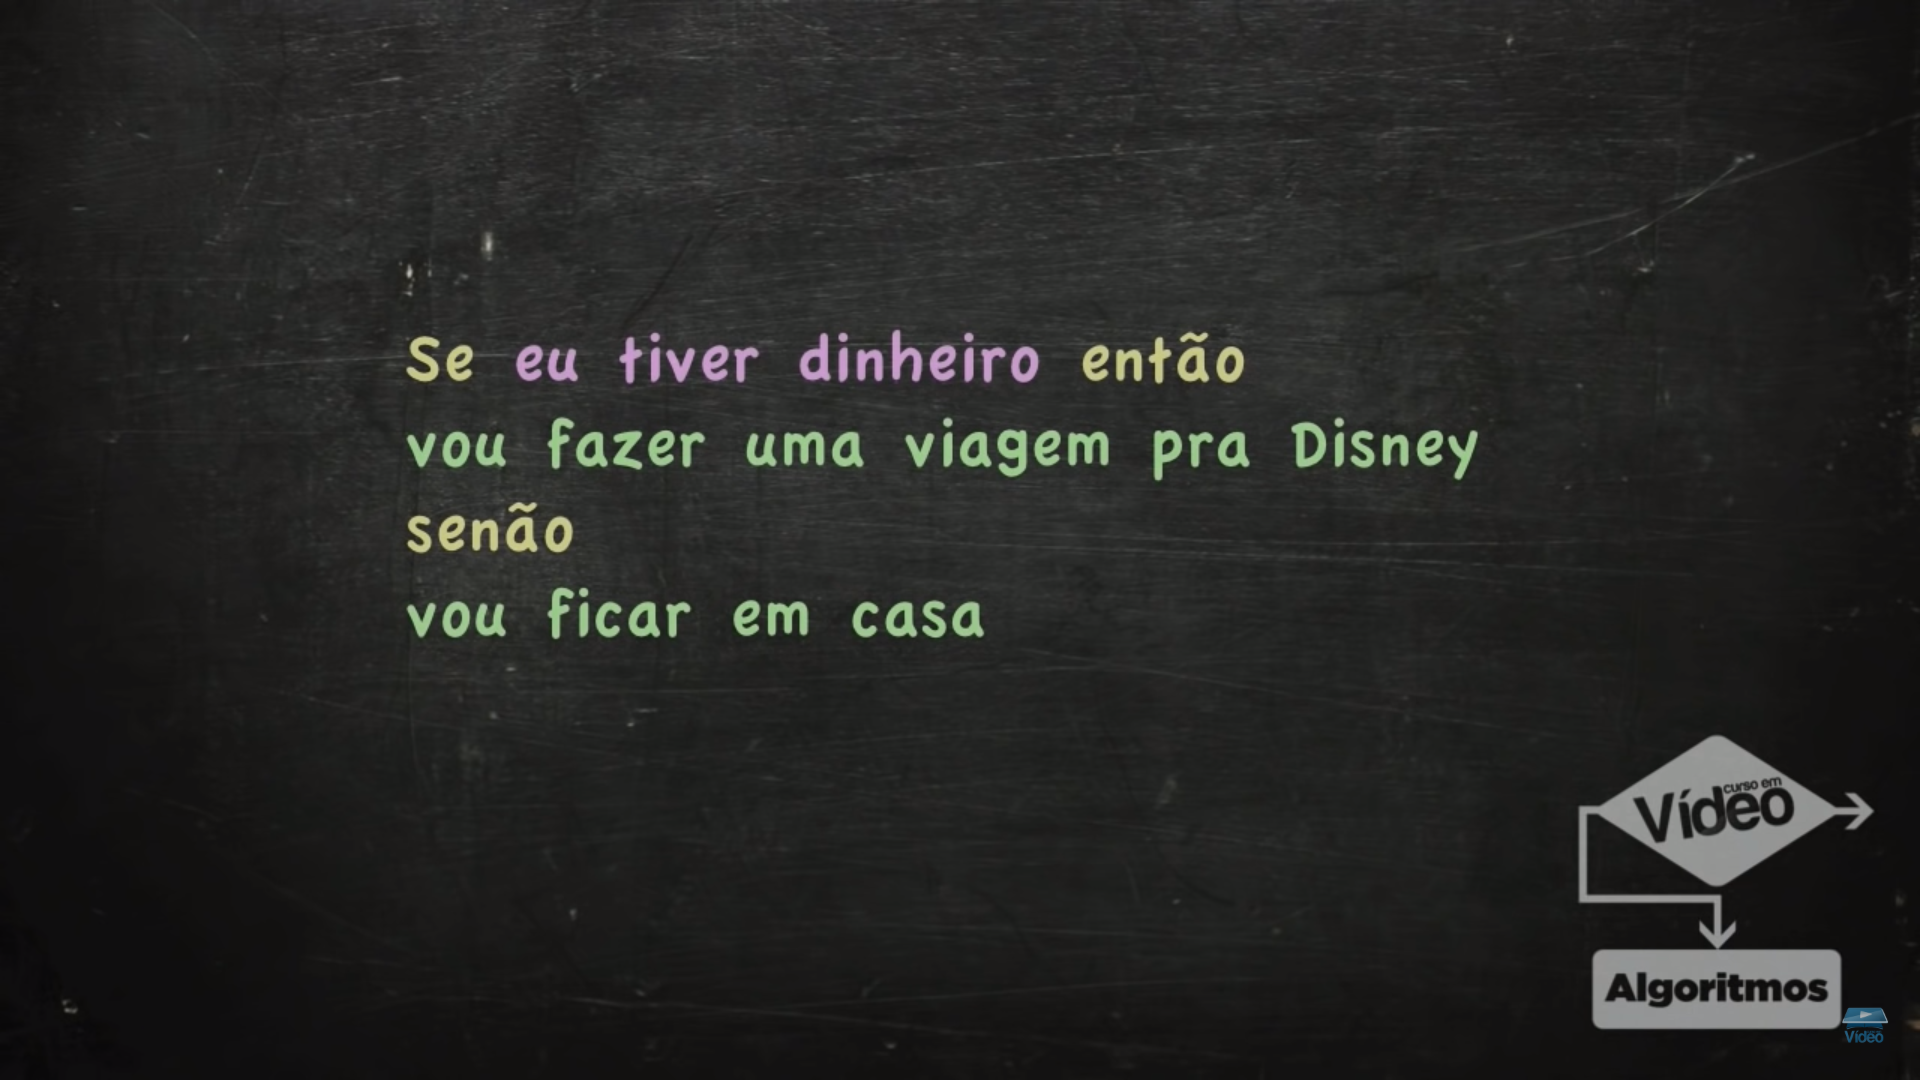 Se eu tiver dinheiro então
vou fazer uma viagem pra Disney
senão
vou ficar em casa
curso em
Vídeo
Algoritmos
Vídeo